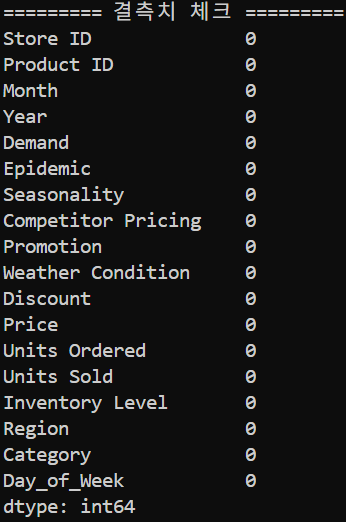 ========= 결측치 체크 =========
Store ID              0
Product ID            0
Month                 0
Year                  0
Demand                0
Epidemic              0
Seasonality           0
Competitor Pricing    0
Promotion             0
Weather Condition     0
Discount              0
Price                 0
Units Ordered         0
Units Sold            0
Inventory Level       0
Region                0
Category              0
Day_of_Week           0
dtype: int64